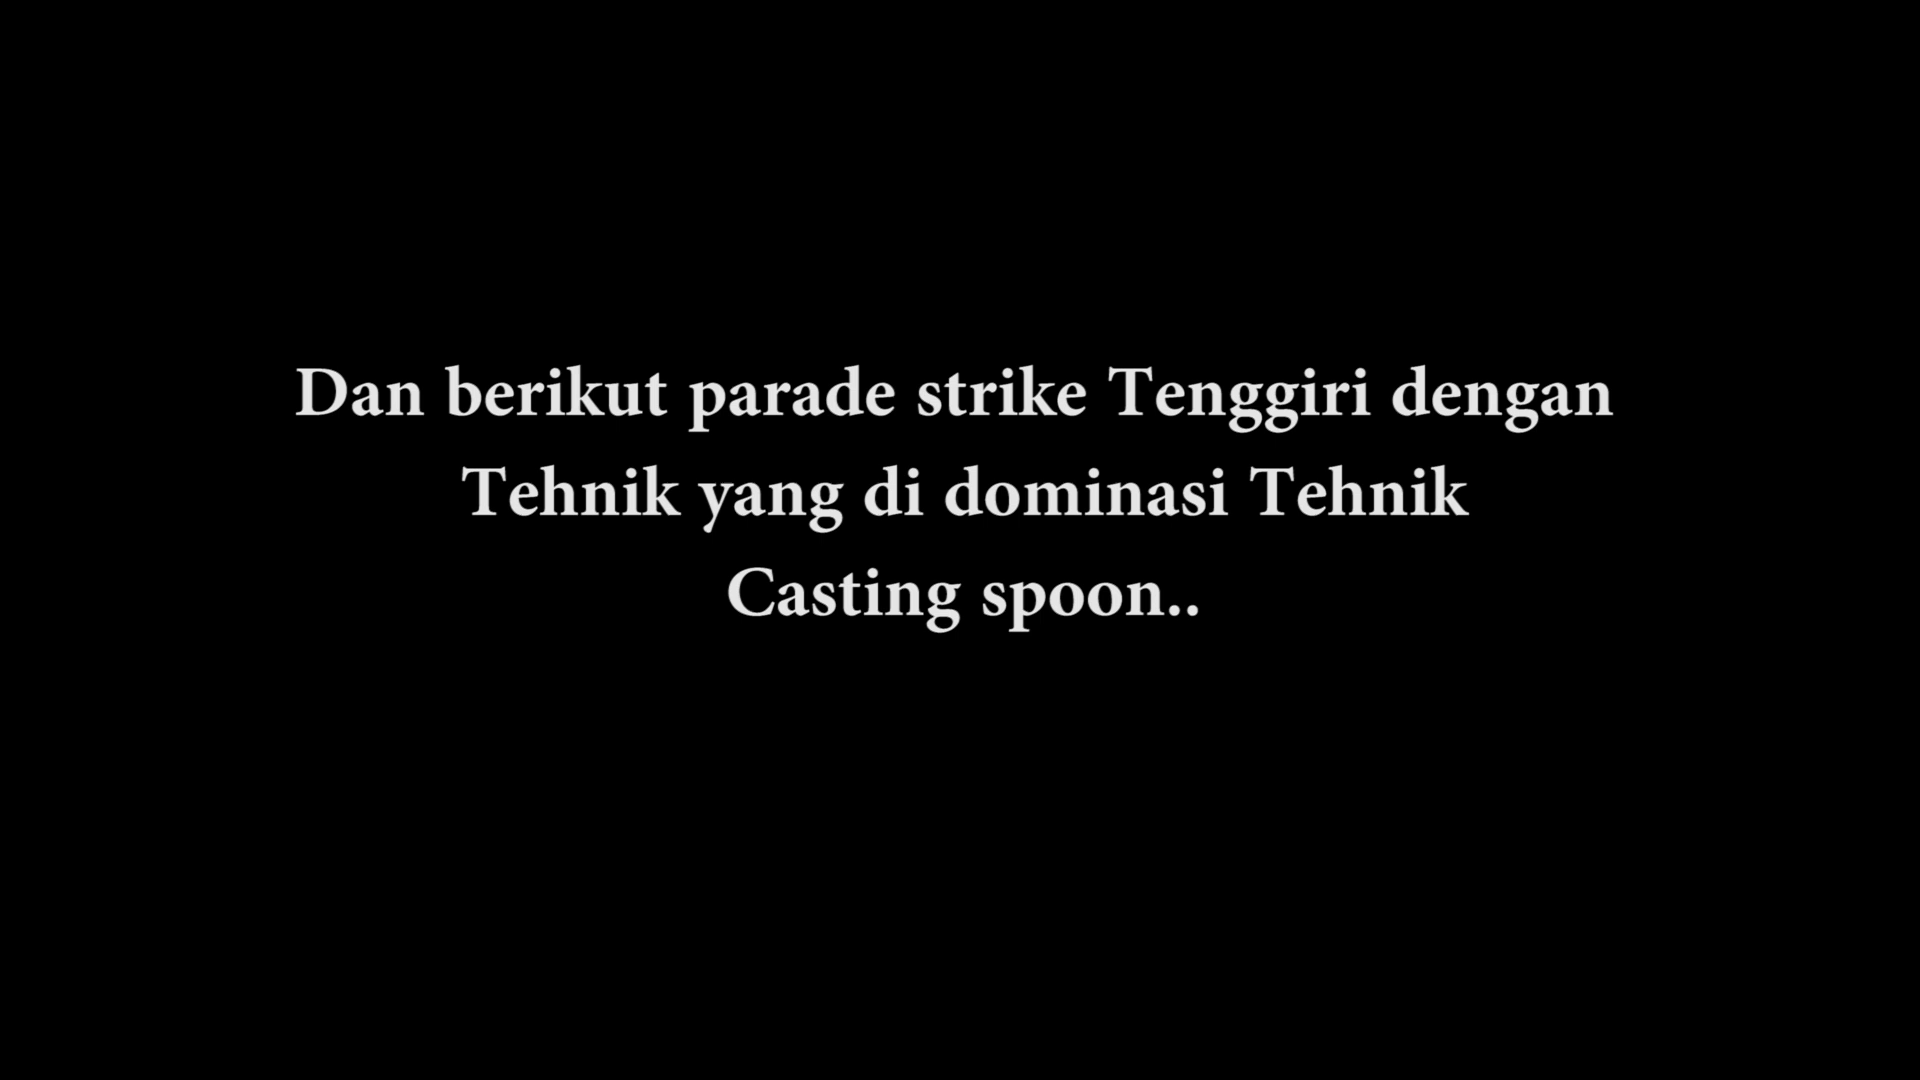 Dan berikut parade strike Tenggiri dengan
Tehnik yang di dominasi Tehnik
Casting spoon..